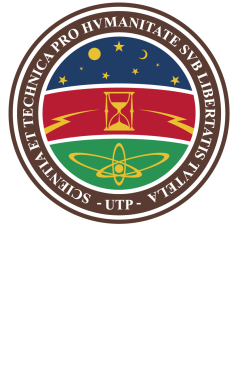 SCIENTIA ET TECHNICA PRO HVMANITATE SVB LIBERTATIS TVTELA
- UTP -